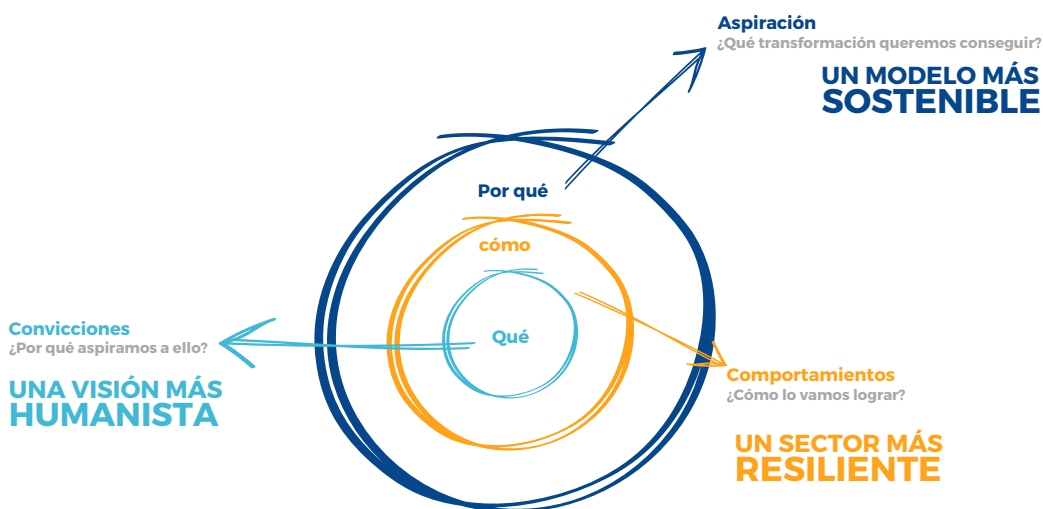 Aspiración
¿Qué transformación queremos conseguir?
UN MODELO MÁS
SOSTENIBLE
Por qué
cómo
Qué
Convicciones
¿Por qué aspiramos a ello?
UNA VISIÓN MÁS
HUMANISTA
Comportamientos
¿Cómo lo vamos lograr?
UN SECTOR MÁS
RESILIENTE